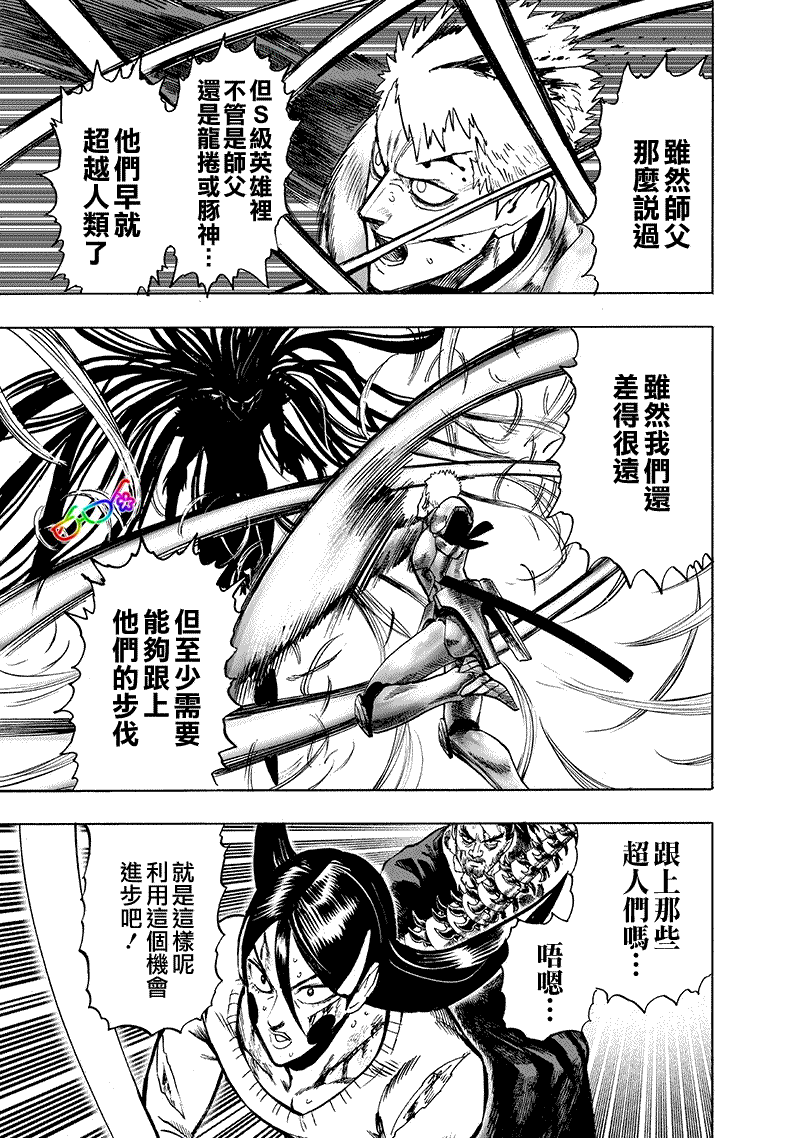 雖然師父
那麼說過
但S級英雄裡
不管是師父
還是龍捲或豚神…
他們早就
超越人類了
雖然我們還
差得很遠
但至少需要
能夠跟上
他們的步伐
跟上那些
超人們嗎…
唔嗯…
就是這樣呢
利用這個機會
進步吧！